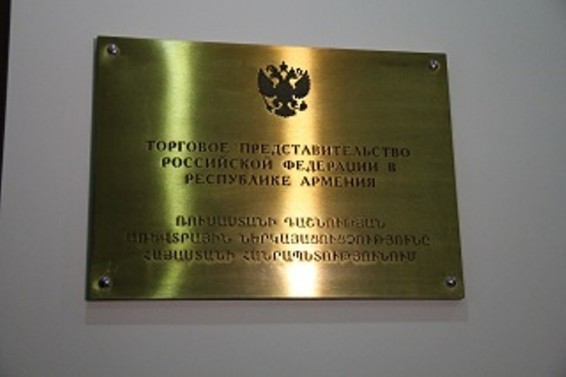 ТОРГОВОЕ ПРЕДСТАВИТЕЛЬСТВО
РОССИЙСКОЙ ФЕДЕРАЦИИ В
РЕСПУБЛИКЕ АРМЕНИЯ
ՌՈՒՍԱՍՏԱՆԻ ԴԱՇՆՈՒԹՅԱՆ
ԱՌԵՎՏՐԱՅԻՆ ՆԵՐԿԱՅԱՑՈՒՑՉՈՒԹՅՈՒՆԸ
ՀԱՅԱՍՏԱՆԻ ՀԱՆՐԱՊԵՏՈՒԹՅՈՒՆՈՒՄ